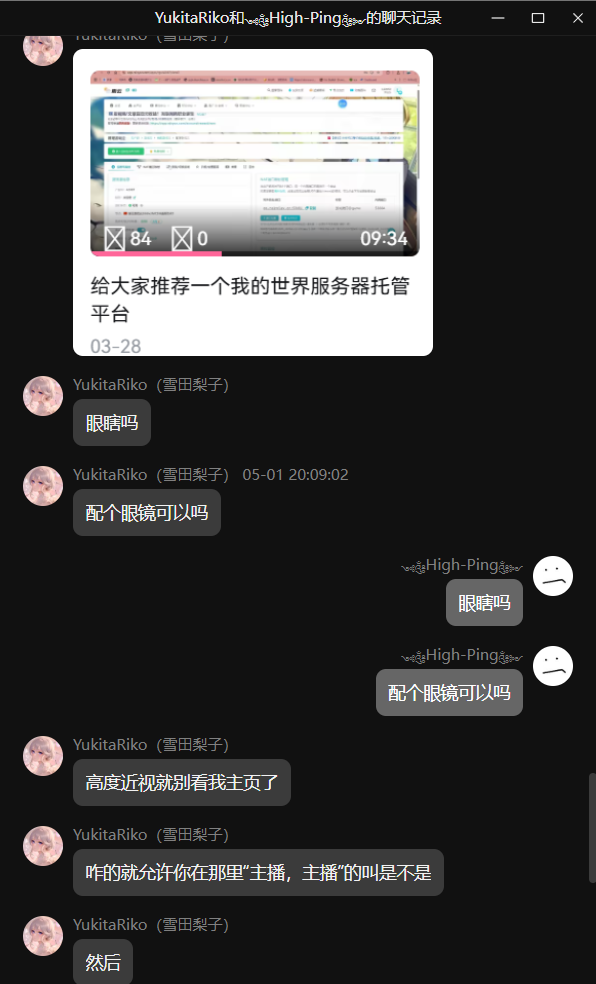 YukitaRiko和High-Ping的聊天记录
YukitaRiko（雪田梨子）
84
0
09:34
给大家推荐一个我的世界服务器托管
平台
03-28
YukitaRiko（雪田梨子）
眼瞎吗
YukitaRiko（雪田梨子） 05-01 20:09:02
配个眼镜可以吗
High-Ping
眼瞎吗
High-Ping
配个眼镜可以吗
YukitaRiko（雪田梨子）
高度近视就别看我主页了
YukitaRiko（雪田梨子）
咋的就允许你在那里“主播，主播”的叫是不是
YukitaRiko（雪田梨子）
然后